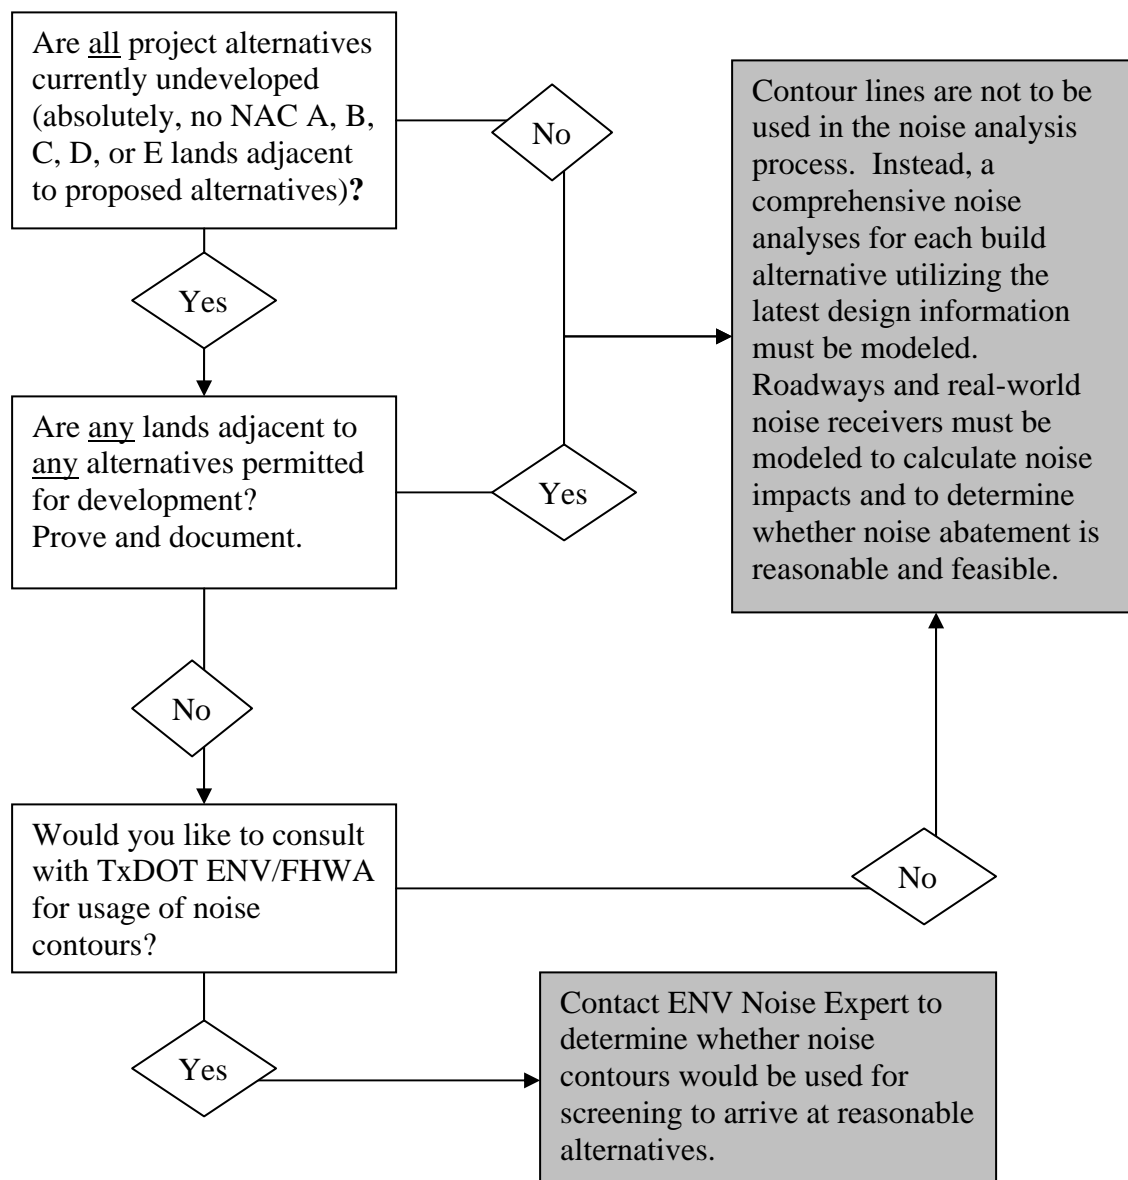 Are all project alternatives
currently undeveloped
(absolutely, no NAC A, B,
C, D, or E lands adjacent
to proposed alternatives)?
No
Contour lines are not to be
used in the noise analysis
process.  Instead, a
comprehensive noise
analyses for each build
alternative utilizing the
latest design information
must be modeled.
Roadways and real-world
noise receivers must be
modeled to calculate noise
impacts and to determine
whether noise abatement is
reasonable and feasible.
Yes
Are any lands adjacent to
any alternatives permitted
for development?
Prove and document.
Yes
No
Would you like to consult
with TxDOT ENV/FHWA
for usage of noise
contours?
No
Yes
Contact ENV Noise Expert to
determine whether noise
contours would be used for
screening to arrive at reasonable
alternatives.